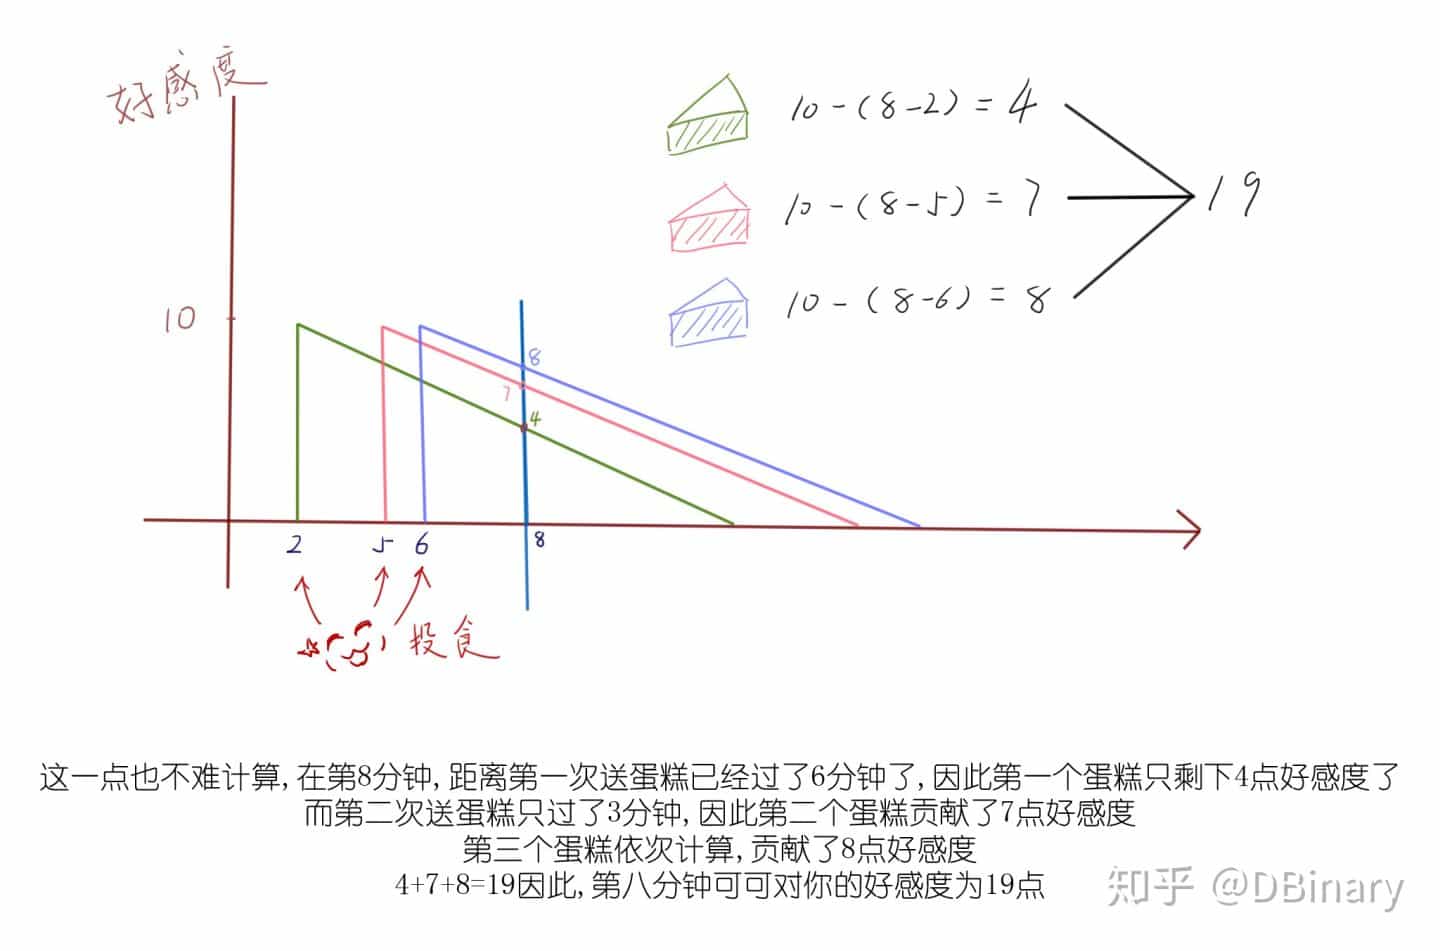 好感度
10-(8-2)=4
10-(8-5)=7
19
10-(8-6)=8
10
8
7
4
2
5
6
8
投食
这一点也不难计算,在第8分钟,距离第一次送蛋糕已经过了6分钟了,因此第一个蛋糕只剩下4点好感度了
而第二次送蛋糕只过了3分钟,因此第二个蛋糕贡献了7点好感度
第三个蛋糕依次计算,贡献了8点好感度
4+7+8=19因此,第八分钟可可对你的好感度为19点
知乎 @DBinary